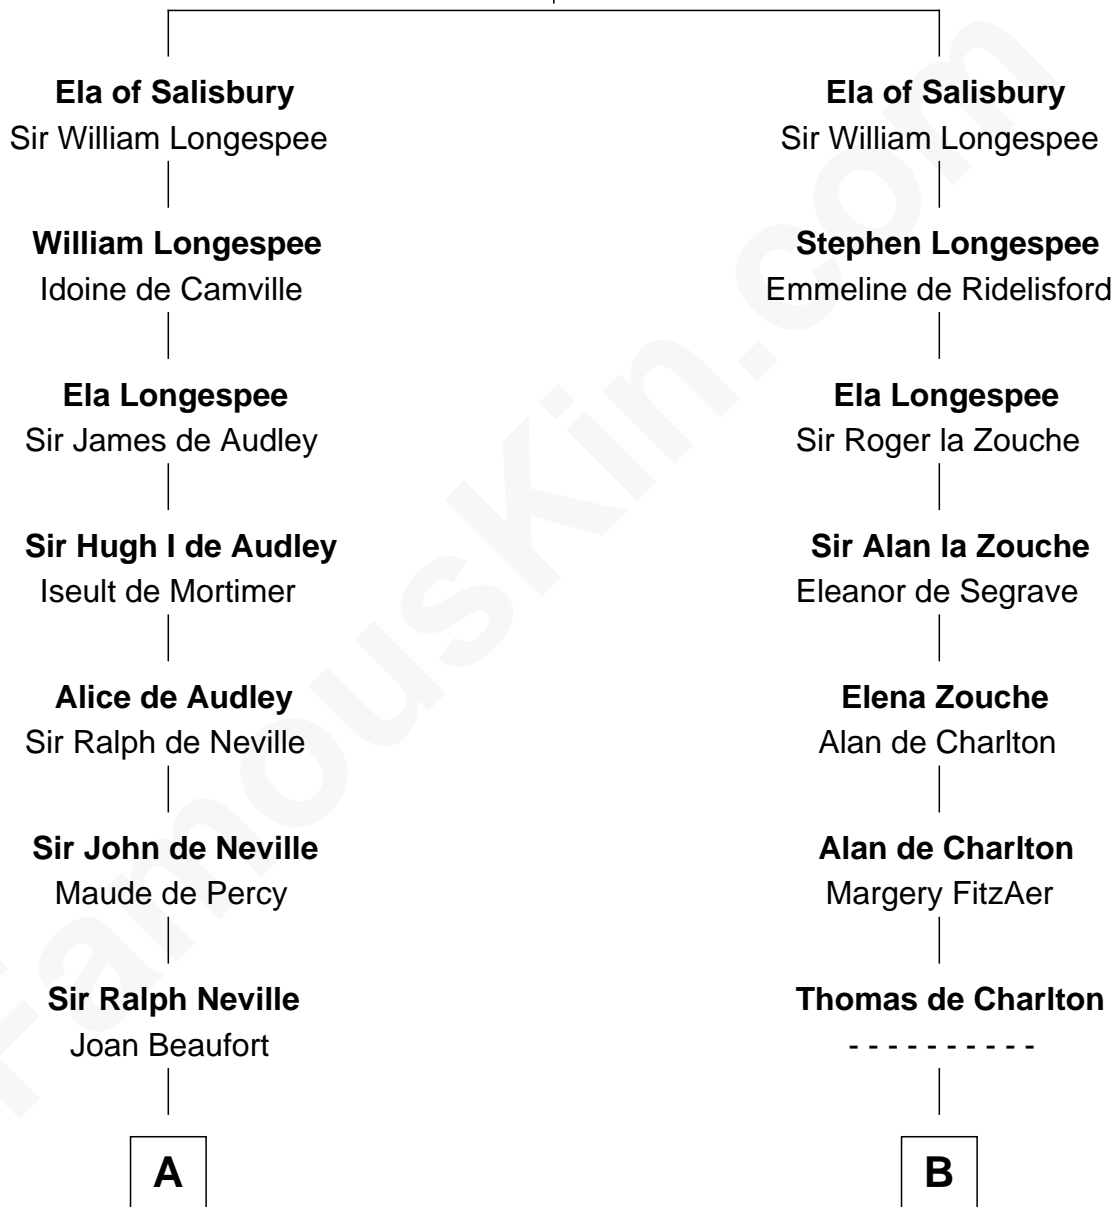 Ela of Salisbury
Sir William Longespee
William Longespee
Idoine de Camville
Ela Longespee
Sir James de Audley
Sir Hugh I de Audley
Iseult de Mortimer
Alice de Audley
Sir Ralph de Neville
Sir John de Neville
Maude de Percy
Sir Ralph Neville
Joan Beaufort
A
Ela of Salisbury
Sir William Longespee
Stephen Longespee
Emmeline de Ridelisford
Ela Longespee
Sir Roger la Zouche
Sir Alan la Zouche
Eleanor de Segrave
Elena Zouche
Alan de Charlton
Alan de Charlton
Margery FitzAer
Thomas de Charlton
- - - - - - - - - -
B
FamousKin.com